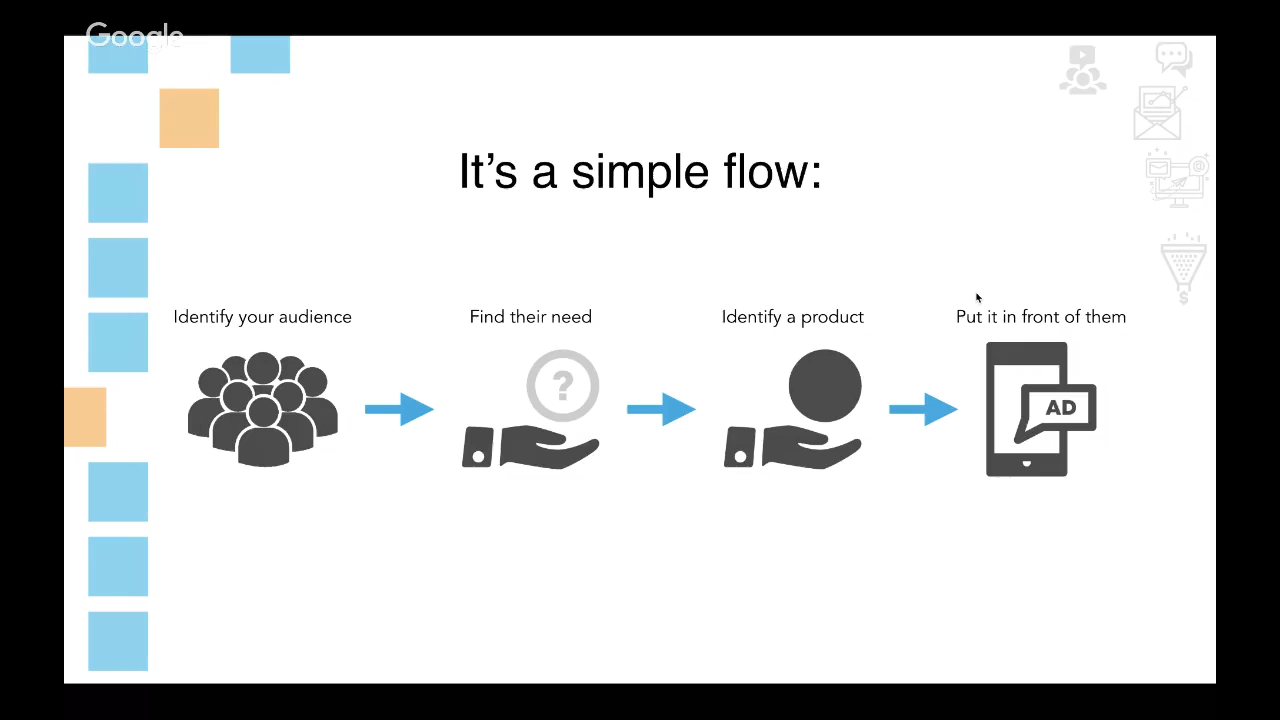 Google
It's a simple flow:
Identify your audience
Find their need
Identify a product
Put it in front of them
?
AD
@
$